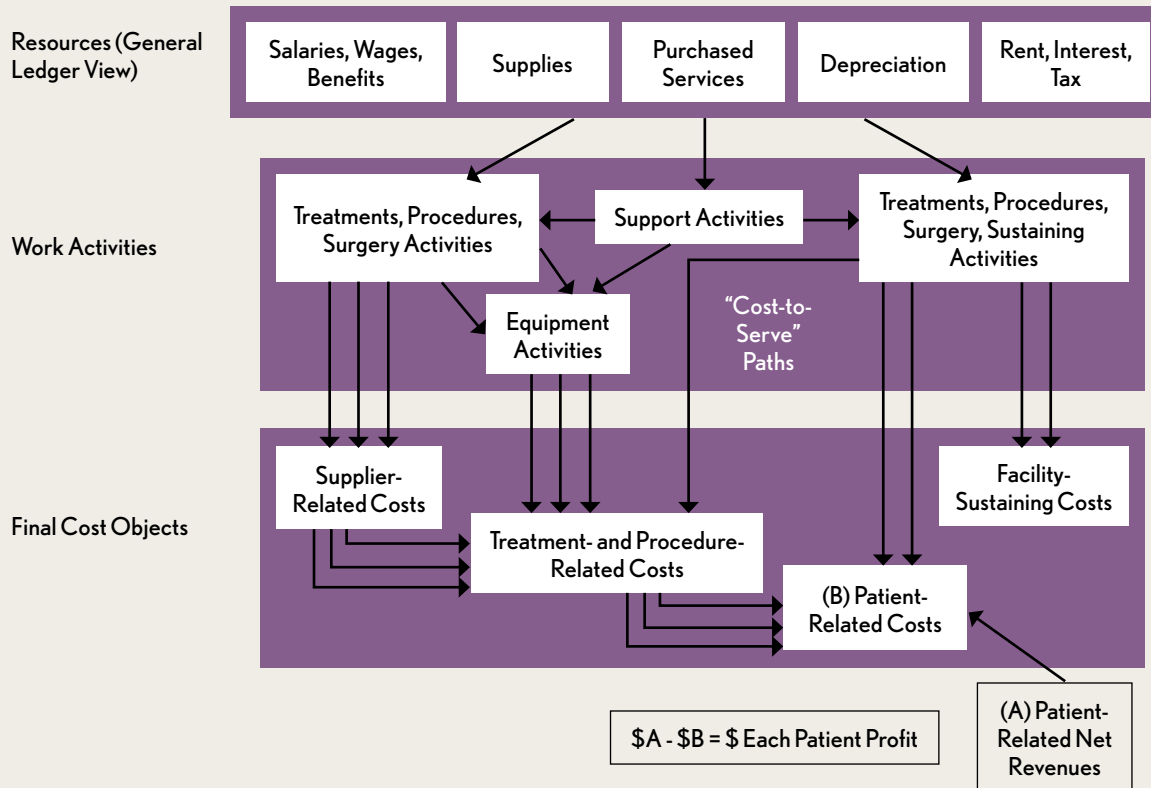 Resources (General
Ledger View)
Salaries, Wages,
Benefits
Supplies
Purchased
Services
Depreciation
Rent, Interest,
Tax
Work Activities
Treatments, Procedures,
Surgery Activities
Support Activities
Treatments, Procedures,
Surgery, Sustaining
Activities
Equipment
Activities
“Cost-to-
Serve”
Paths
Final Cost Objects
Supplier-
Related Costs
Treatment- and Procedure-
Related Costs
(B) Patient-
Related Costs
Facility-
Sustaining Costs
$A - $B = $ Each Patient Profit
(A) Patient-
Related Net
Revenues